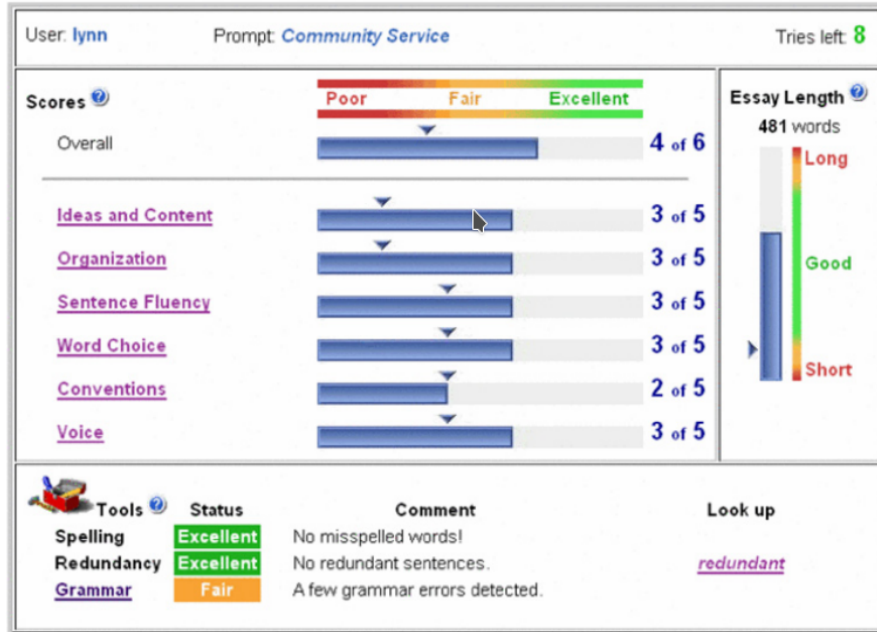 User: lynn Prompt: Community Service Tries left: 8
Scores Poor Fair Excellent
Overall 4 of 6
Ideas and Content 3 of 5
Organization 3 of 5
Sentence Fluency 3 of 5
Word Choice 3 of 5
Conventions 2 of 5
Voice 3 of 5
Essay Length
481 words
Long
Good
Short
Tools Status Comment Look up
Spelling Excellent No misspelled words!
Redundancy Excellent No redundant sentences. redundant
Grammar Fair A few grammar errors detected.